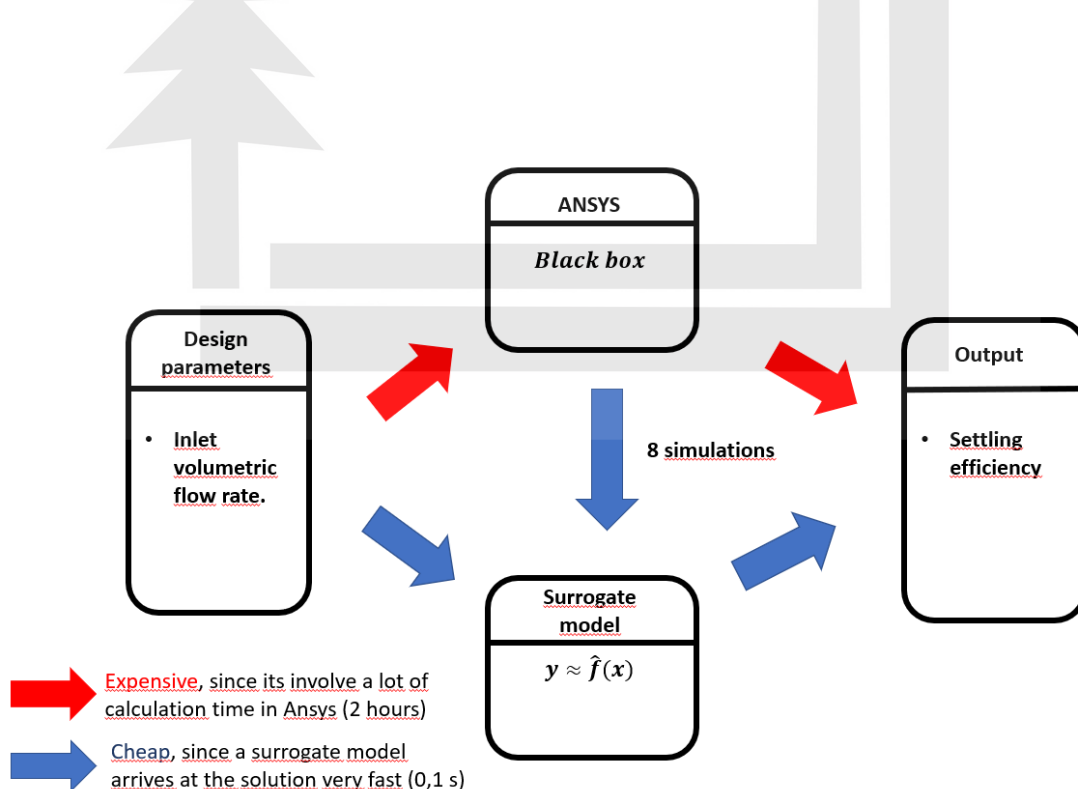 ANSYS
Black box
Design
parameters
• Inlet
volumetric
flow rate.
8 simulations
Output
• Settling
efficiency
Surrogate
model
y ≈ f̂(x)
Expensive, since its involve a lot of
calculation time in Ansys (2 hours)
Cheap, since a surrogate model
arrives at the solution very fast (0,1 s)